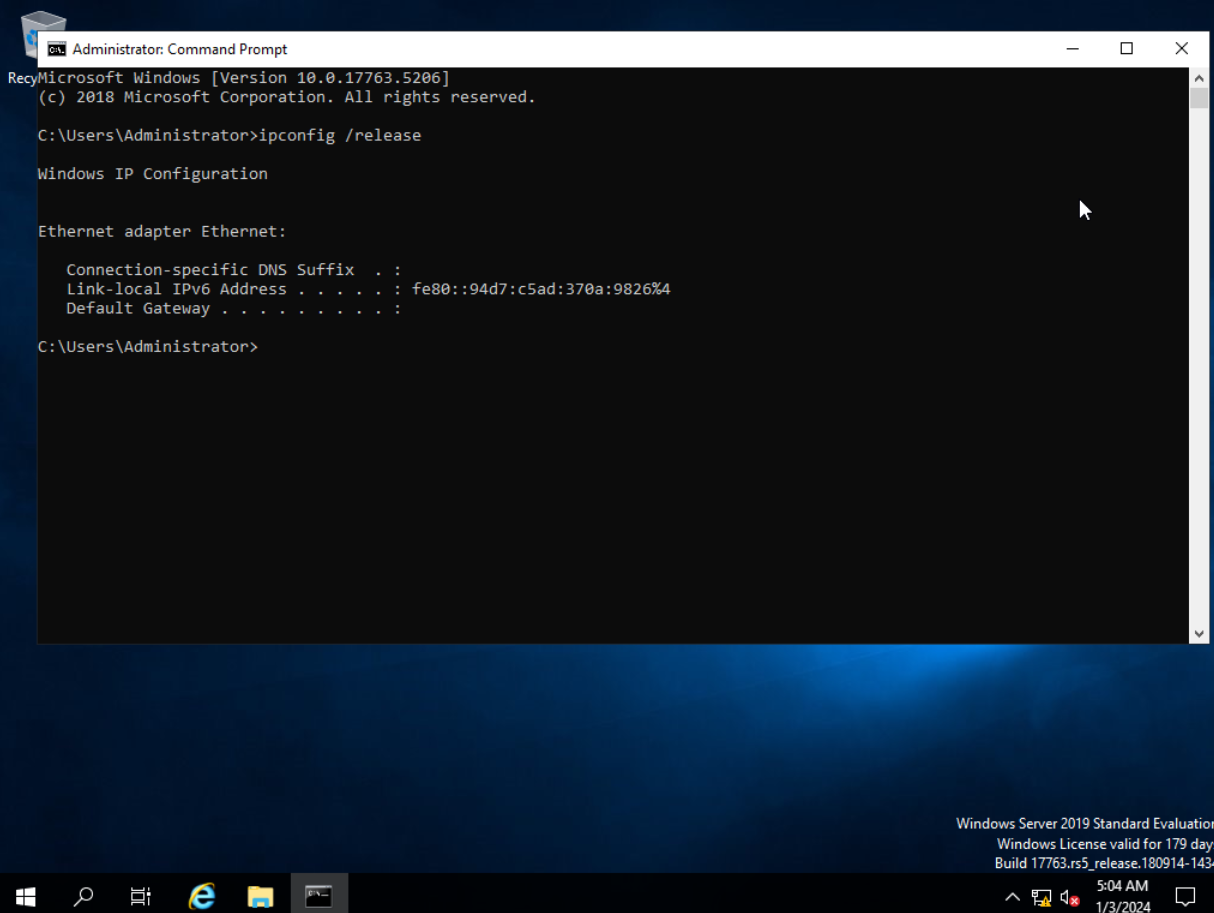 Administrator: Command Prompt
Recy
Microsoft Windows [Version 10.0.17763.5206]
(c) 2018 Microsoft Corporation. All rights reserved.
C:\Users\Administrator>ipconfig /release
Windows IP Configuration
Ethernet adapter Ethernet:
Connection-specific DNS Suffix  . :
Link-local IPv6 Address . . . . . : fe80::94d7:c5ad:370a:9826%4
Default Gateway . . . . . . . . . :
C:\Users\Administrator>
Windows Server 2019 Standard Evaluation
Windows License valid for 179 day
Build 17763.rs5_release.180914-143
5:04 AM
1/3/2024